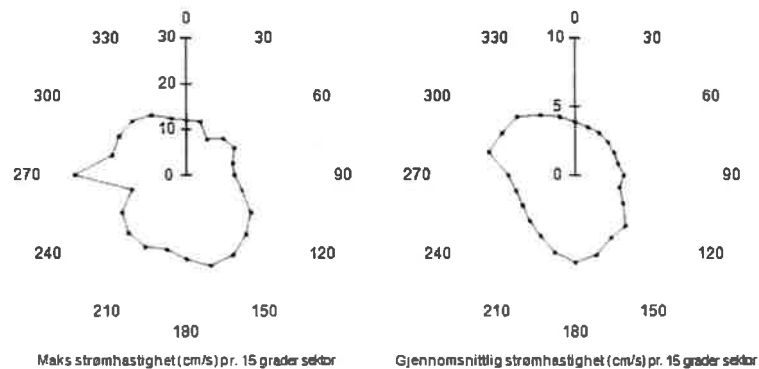 0
330 30 30
300 20 60
10
270 0 90
240 120
210 150
180
Maks strømhastighet (cm/s) pr. 15 grader sektor
0
330 10 30
300 5 60
270 0 90
240 120
210 150
180
Gjennomsnittlig strømhastighet (cm/s) pr. 15 grader sektor